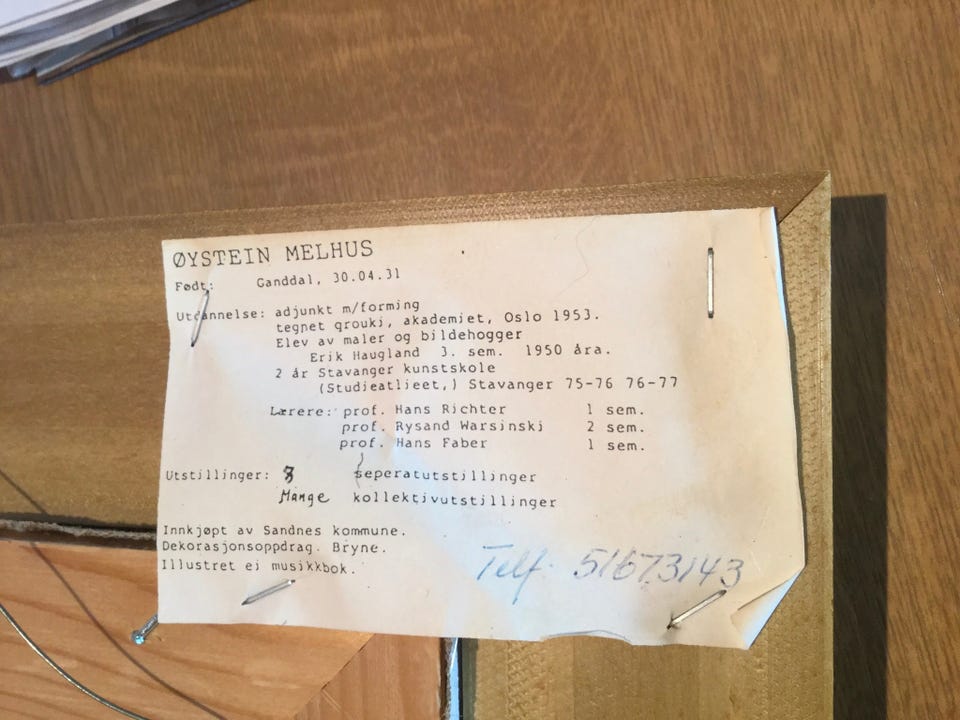 ØYSTEIN MELHUS
Født: Ganddal, 30.04.31
Utdannelse: adjunkt m/forming
tegnet grouki, akademiet, Oslo 1953.
Elev av maler og bildehogger
Erik Haugland 3. sem. 1950 åra.
2 år Stavanger kunstskole
(Studieatlieet,) Stavanger 75-76 76-77
Lærere: prof. Hans Richter 1 sem.
prof. Rysand Warsinski 2 sem.
prof. Hans Faber 1 sem.
Utstillinger: seperatutstillinger
Mange kollektivutstillinger
Innkjøpt av Sandnes kommune.
Dekorasjonsoppdrag. Bryne.
Illustret ei musikkbok.
Telf. 51673143